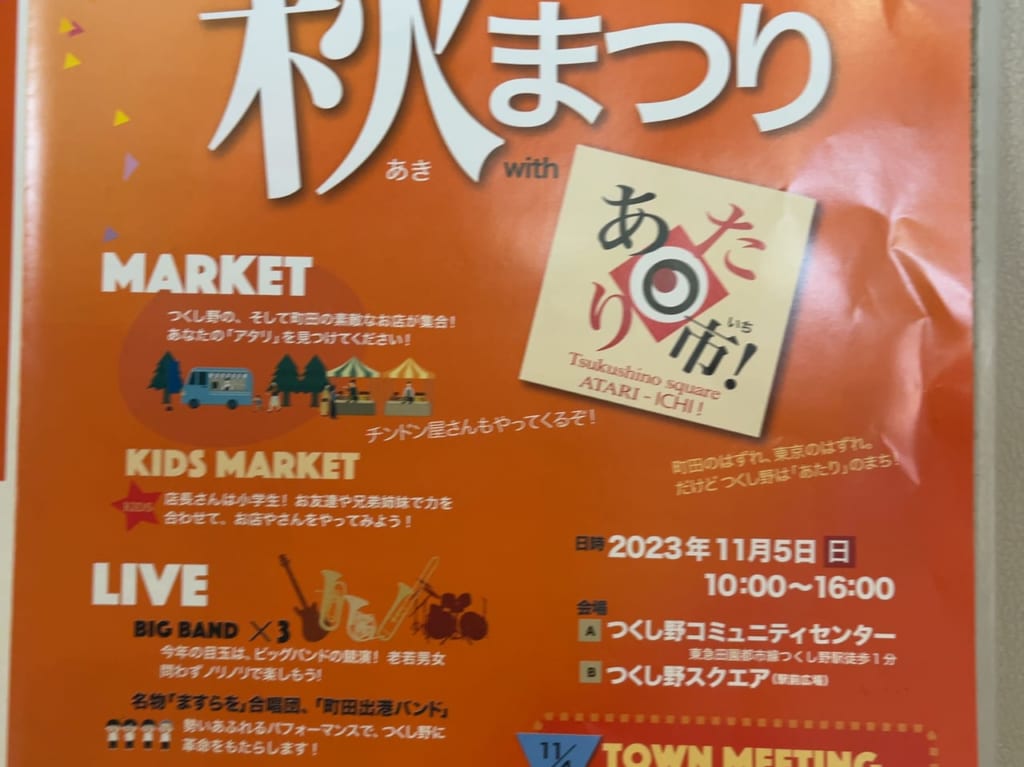 秋まつり
あき
with
あたり市!
いち
Tsukushino square
ATARI - ICHI!
MARKET
つくし野の、そして町田の素敵なお店が集合!
あなたの「アタリ」を見つけてください!
チンドン屋さんもやってくるぞ!
町田のはずれ、東京のはずれ。
だけど つくし野は「あたり」のまち!
KIDS MARKET
KIDS
店長さんは小学生! お友達や兄弟姉妹で力を
合わせて、お店やさんをやってみよう!
LIVE
BIG BAND ×3
今年の目玉は、ビッグバンドの競演! 老若男女
問わずノリノリで楽しもう!
名物「ますらを」合唱団、「町田出港バンド」
勢いあふれるパフォーマンスで、つくし野に
革命をもたらします!
日時 2023年11月5日 日
10:00〜16:00
会場
A つくし野コミュニティセンター
東急田園都市線つくし野駅徒歩1分
B つくし野スクエア(駅前広場)
11/4
TOWN MEETING